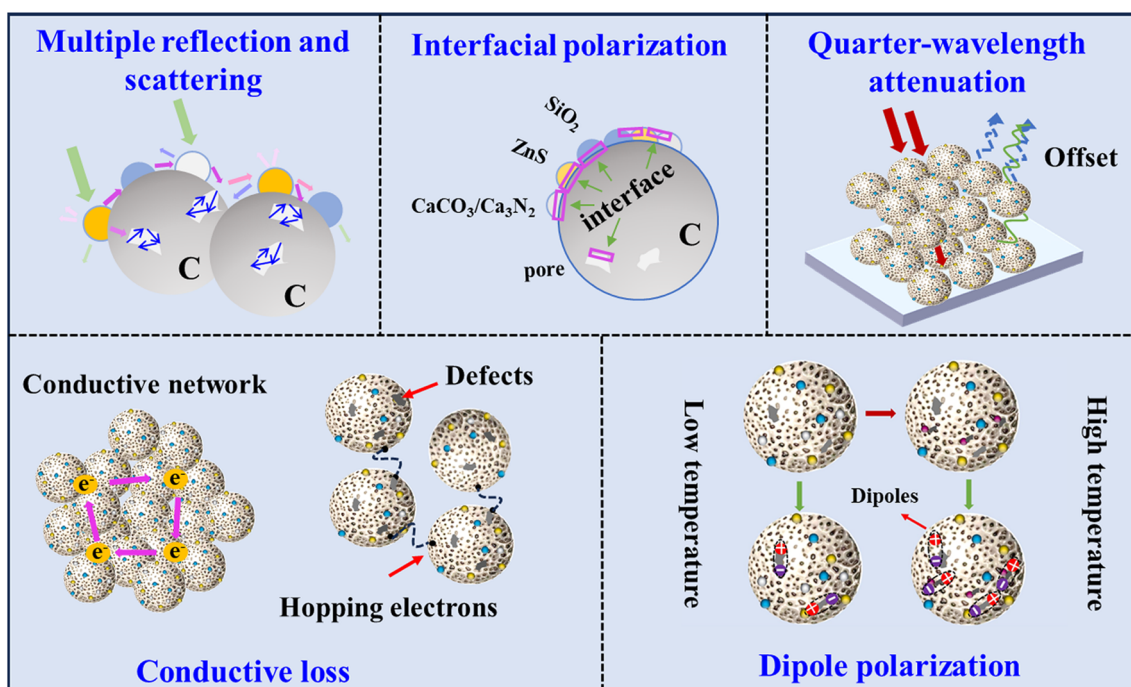 Multiple reflection and
scattering
C
C
Interfacial polarization
SiO₂
ZnS
CaCO₃/Ca₃N₂
interface
C
pore
Quarter-wavelength
attenuation
Offset
Conductive network
e⁻
e⁻
e⁻
e⁻
Defects
Hopping electrons
Conductive loss
Low temperature
High temperature
Dipoles
+
-
+
-
+
-
+
-
+
-
Dipole polarization